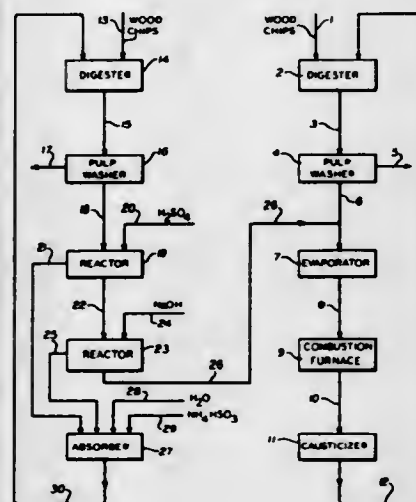 13
WOOD CHIPS
DIGESTER
14
15
17
PULP WASHER
16
18
20
H2SO4
21
REACTOR
19
22
NaOH
24
25
REACTOR
23
26
28
H2O
NH4HSO3
29
ABSORBER
27
30
WOOD CHIPS
1
2
DIGESTER
3
4
PULP WASHER
5
26
6
7
EVAPORATOR
8
9
COMBUSTION FURNACE
10
11
CAUSTICIZER
12